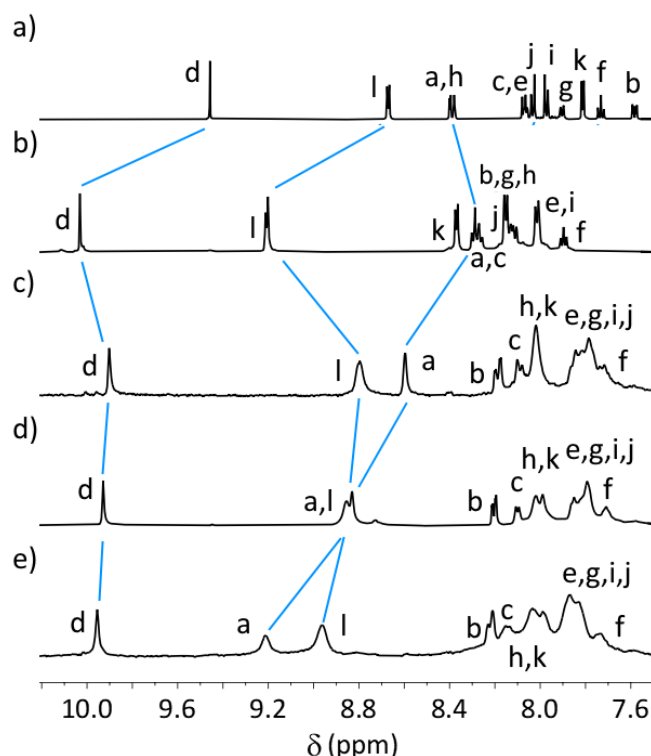 a)
d
l
a,h
c,e
j
i
g
k
f
b
b)
d
l
k
a,c
j
b,g,h
e,i
f
c)
d
l
a
b
c
h,k
e,g,i,j
f
d)
d
a,l
b
c
h,k
e,g,i,j
f
e)
d
a
l
b
c
h,k
e,g,i,j
f
10.0 9.6 9.2 8.8 8.4 8.0 7.6
δ (ppm)